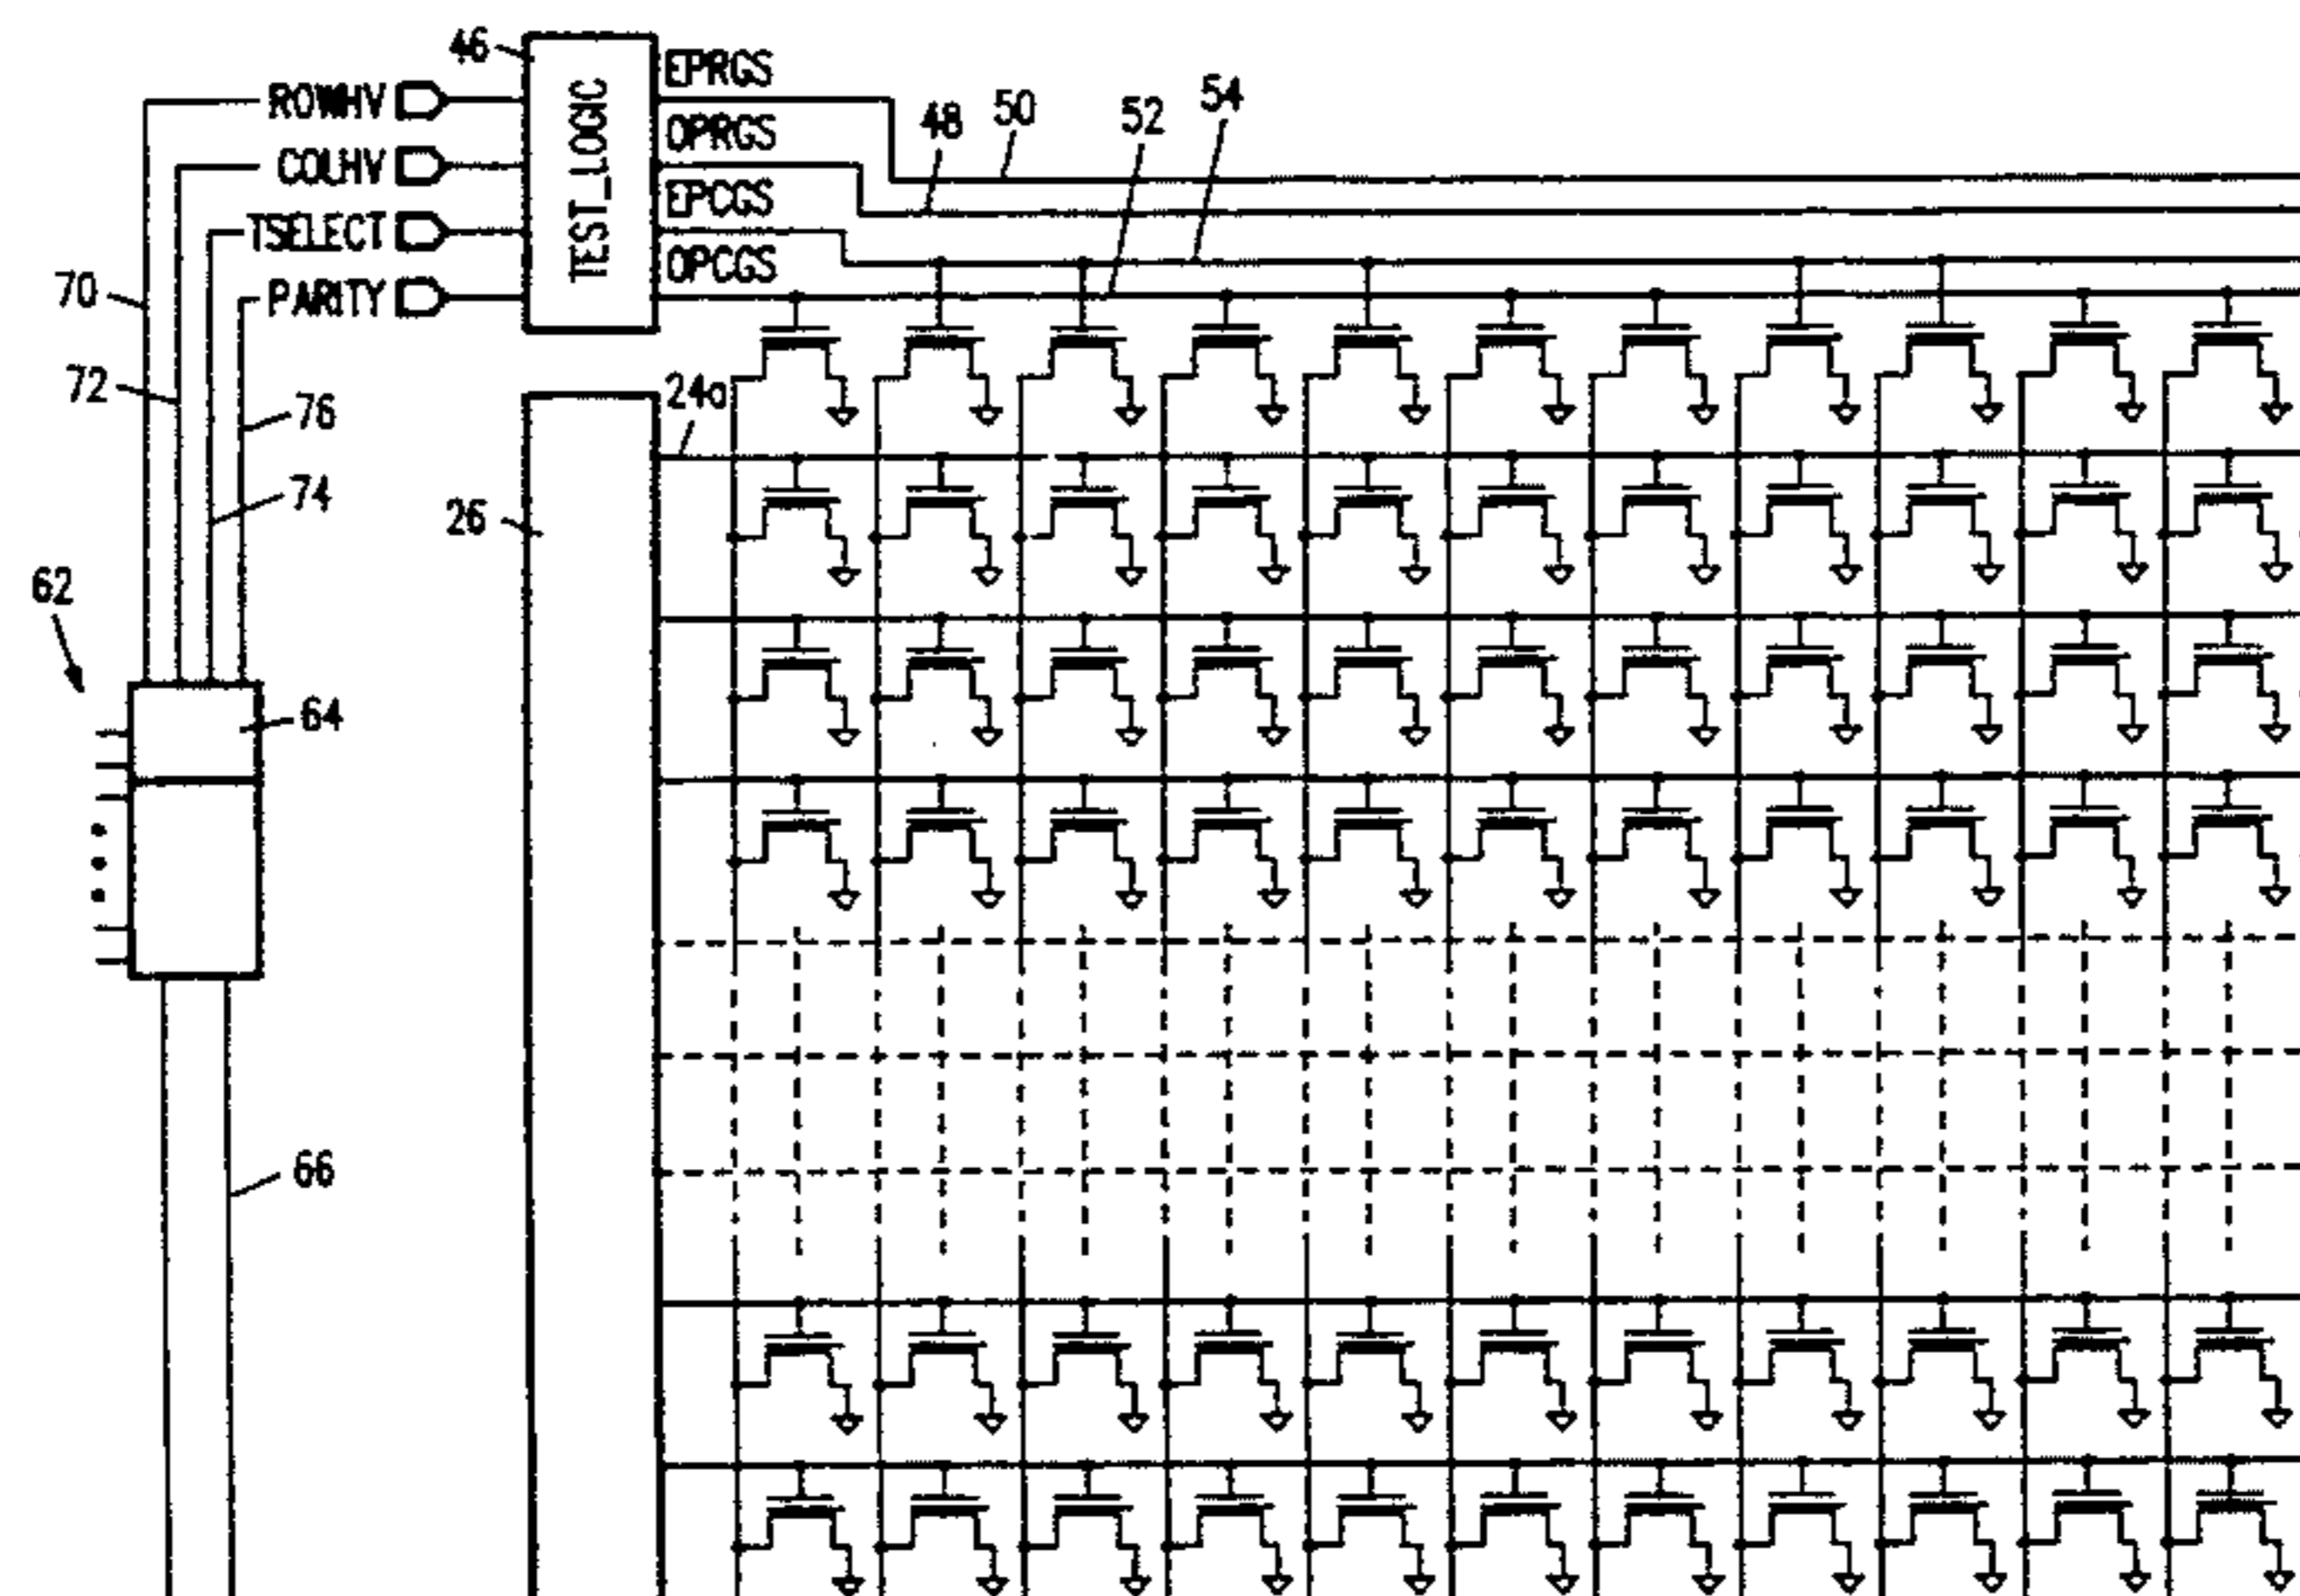 46
EPRGS
ROWHV
OPRGS
48
50
52
54
COLHV
TEST_LOGIC
EPCGS
TSELECT
OPCGS
70
PARITY
72
24a
76
74
26
62
64
66